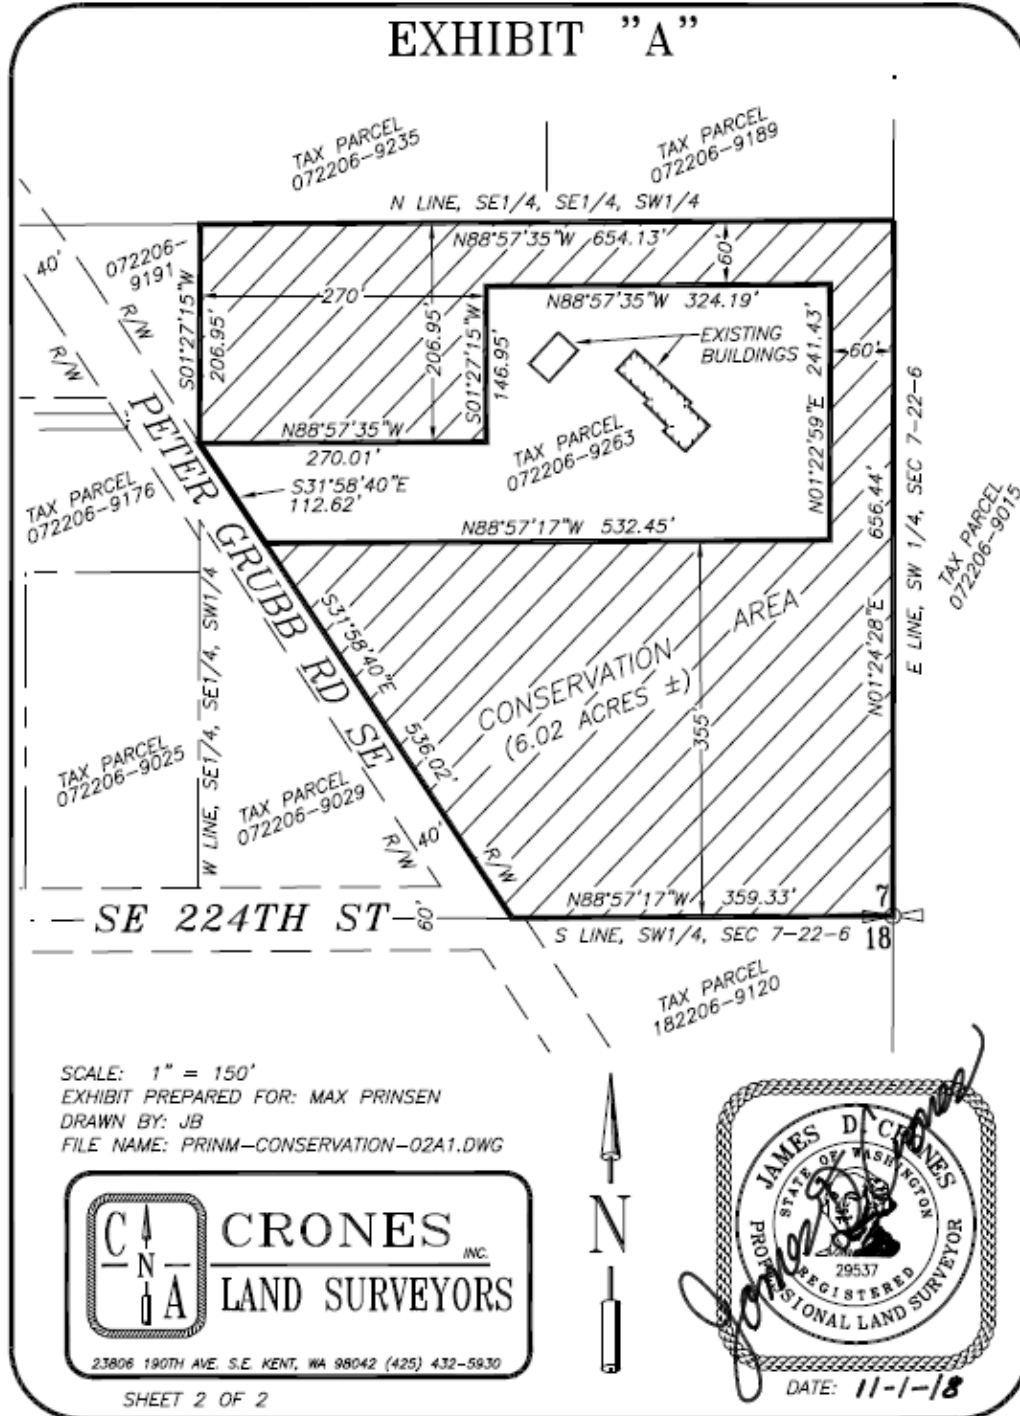 EXHIBIT "A"
TAX PARCEL
072206-9235
TAX PARCEL
072206-9189
N LINE, SE1/4, SE1/4, SW1/4
N88°57'35"W 654.13'
40'
072206-
9191
R/W
R/W
S01°27'15"W
206.95'
270'
206.95'
S01°27'15"W
146.95'
60'
N88°57'35"W 324.19'
EXISTING
BUILDINGS
N01°22'59"E 241.43'
60'
N88°57'35"W
270.01'
S31°58'40"E
112.62'
TAX PARCEL
072206-9263
N88°57'17"W 532.45'
TAX PARCEL
072206-9176
PETER GRUBB RD SE
S31°58'40"E 536.02'
CONSERVATION AREA
(6.02 ACRES ±)
355
N01°24'28"E 656.44'
E LINE, SW 1/4, SEC 7-22-6
TAX PARCEL
072206-9015
W LINE, SE1/4, SE1/4, SW1/4
TAX PARCEL
072206-9025
TAX PARCEL
072206-9029
R/W
40'
R/W
N88°57'17"W 359.33'
7
18
SE 224TH ST
60'
S LINE, SW1/4, SEC 7-22-6
TAX PARCEL
182206-9120
SCALE: 1" = 150'
EXHIBIT PREPARED FOR: MAX PRINSEN
DRAWN BY: JB
FILE NAME: PRINM-CONSERVATION-02A1.DWG
C N A
CRONES INC.
LAND SURVEYORS
23806 190TH AVE. S.E. KENT, WA 98042 (425) 432-5930
SHEET 2 OF 2
N
JAMES D. CRONES
STATE OF WASHINGTON
29537
REGISTERED
PROFESSIONAL LAND SURVEYOR
James D Crones
DATE: 11-1-18